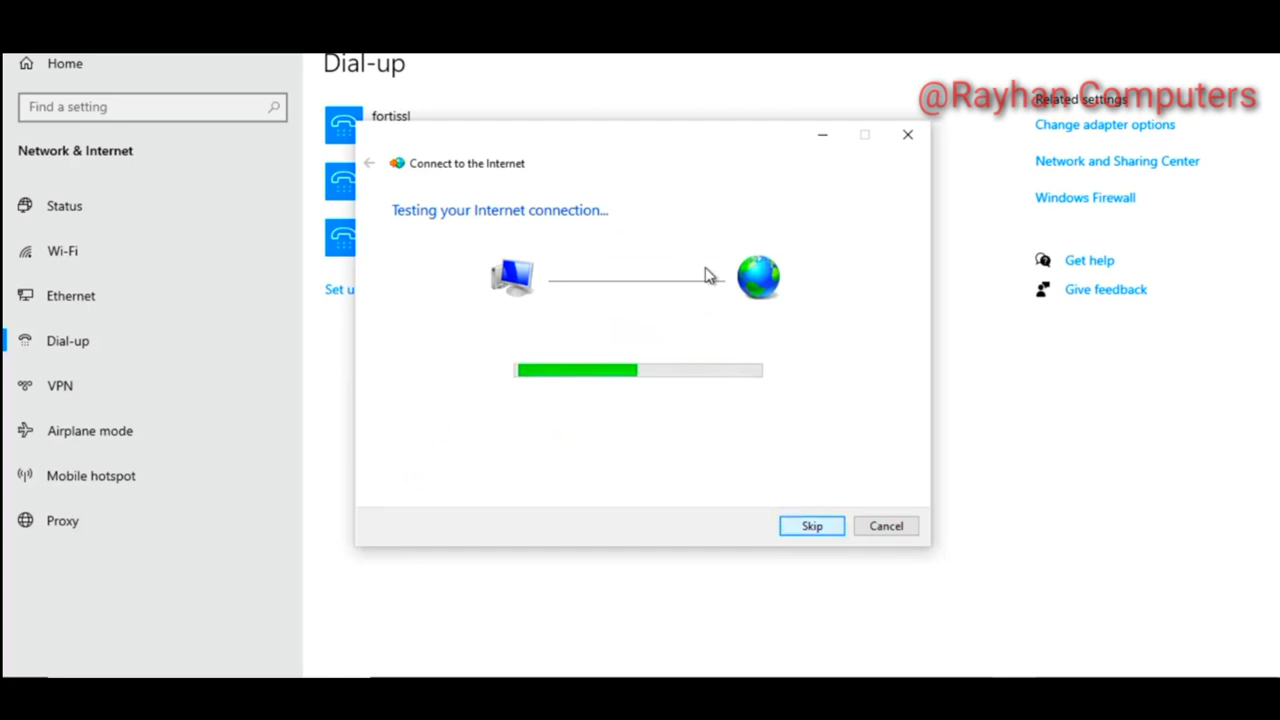 Home
Find a setting
Network & Internet
Status
Wi-Fi
Ethernet
Dial-up
VPN
Airplane mode
Mobile hotspot
Proxy
Dial-up
fortissl
Set u
Connect to the Internet
Testing your Internet connection...
Skip
Cancel
@Rayhan Computers
Related settings
Change adapter options
Network and Sharing Center
Windows Firewall
Get help
Give feedback